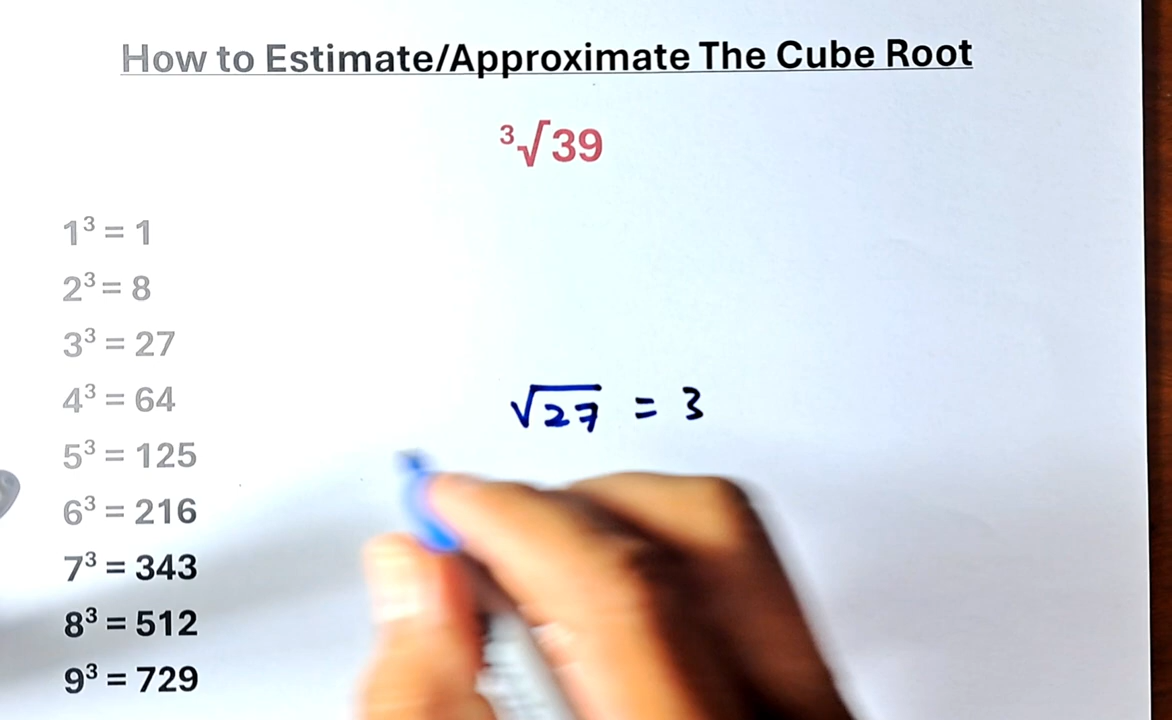 How to Estimate/Approximate The Cube Root
³√39
1³ = 1
2³ = 8
3³ = 27
4³ = 64
5³ = 125
6³ = 216
7³ = 343
8³ = 512
9³ = 729
√27 = 3